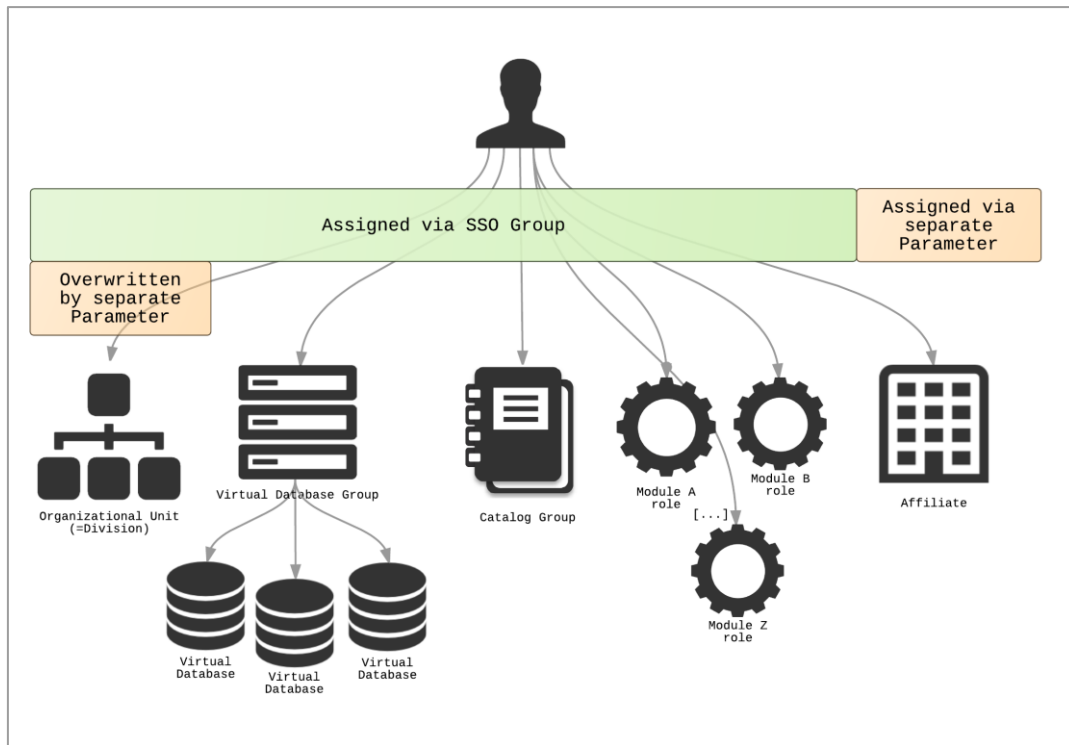 Assigned via SSO Group
Assigned via
separate
Parameter
Overwritten
by separate
Parameter
Organizational Unit
(=Division)
Virtual Database Group
Catalog Group
Module A
role
[...]
Module B
role
Affiliate
Module Z
role
Virtual
Database
Virtual
Database
Virtual
Database